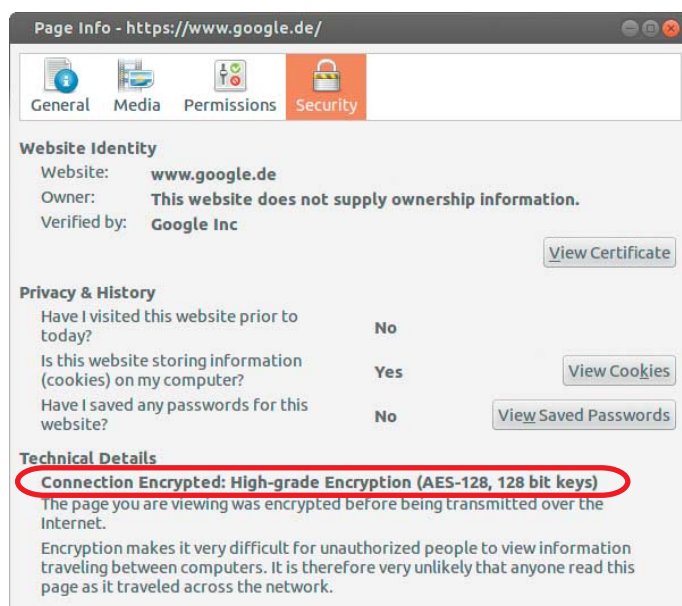 Page Info - https://www.google.de/
General Media Permissions Security
Website Identity
Website: www.google.de
Owner: This website does not supply ownership information.
Verified by: Google Inc
View Certificate
Privacy & History
Have I visited this website prior to
today?
No
Is this website storing information
(cookies) on my computer?
Yes
View Cookies
Have I saved any passwords for this
website?
No
View Saved Passwords
Technical Details
Connection Encrypted: High-grade Encryption (AES-128, 128 bit keys)
The page you are viewing was encrypted before being transmitted over the
Internet.
Encryption makes it very difficult for unauthorized people to view information
traveling between computers. It is therefore very unlikely that anyone read this
page as it traveled across the network.